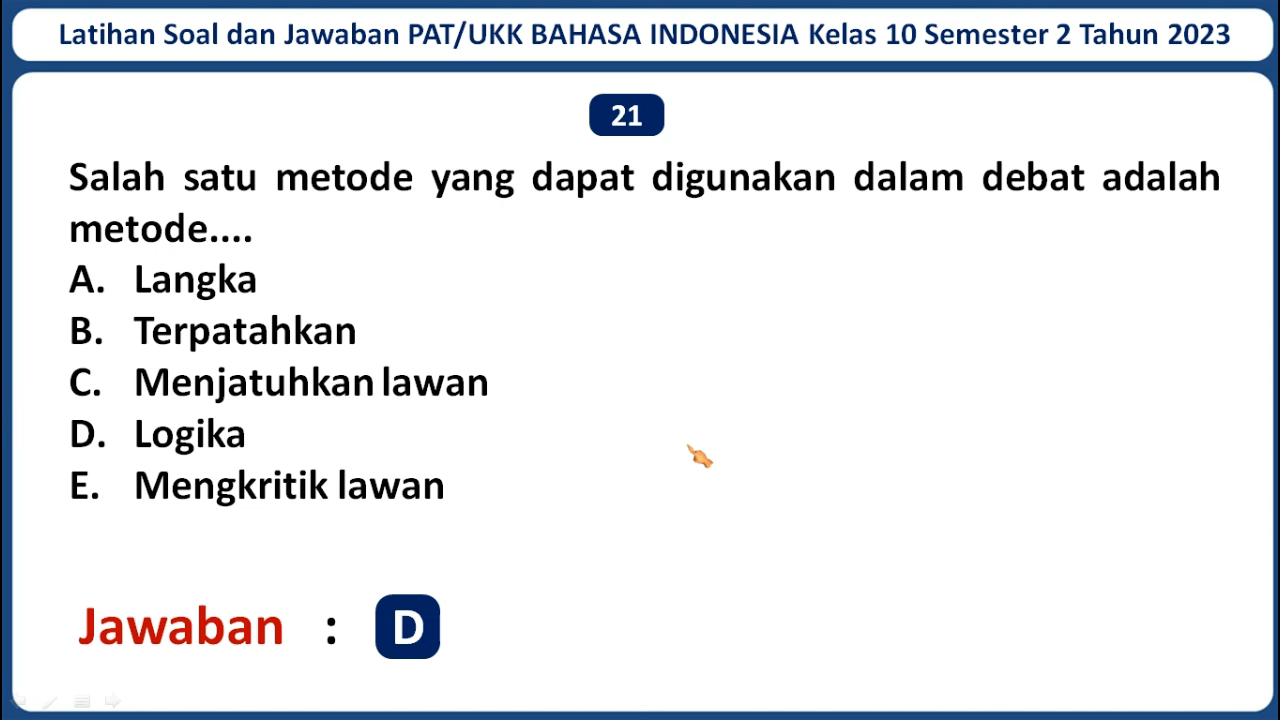 Latihan Soal dan Jawaban PAT/UKK BAHASA INDONESIA Kelas 10 Semester 2 Tahun 2023
21
Salah satu metode yang dapat digunakan dalam debat adalah
metode....
A. Langka
B. Terpatahkan
C. Menjatuhkan lawan
D. Logika
E. Mengkritik lawan
Jawaban : D